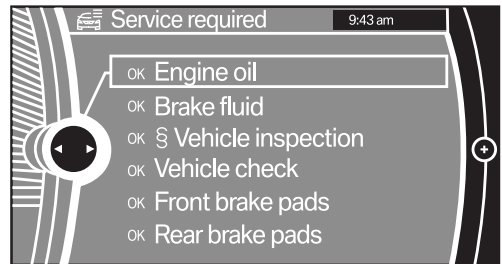 Service required
9:43 am
OK Engine oil
OK Brake fluid
OK § Vehicle inspection
OK Vehicle check
OK Front brake pads
OK Rear brake pads